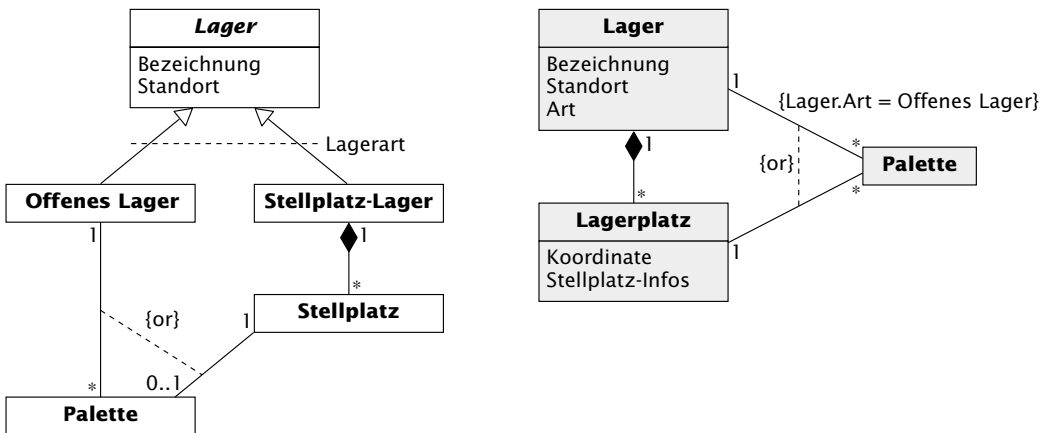 Lager
Bezeichnung
Standort
Lagerart
Offenes Lager
Stellplatz-Lager
1
1
*
Stellplatz
{or}
1
*
0..1
Palette
Lager
Bezeichnung
Standort
Art
1
{Lager.Art = Offenes Lager}
1
*
{or}
Palette
*
*
Lagerplatz
1
Koordinate
Stellplatz-Infos